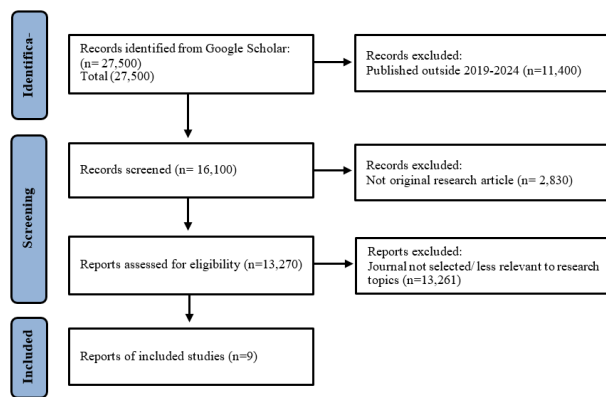 Identifica-
Records identified from Google Scholar:
(n= 27,500)
Total (27,500)
Records excluded:
Published outside 2019-2024 (n=11,400)
Screening
Records screened (n= 16,100)
Records excluded:
Not original research article (n= 2,830)
Reports assessed for eligibility (n=13,270)
Reports excluded:
Journal not selected/ less relevant to research
topics (n=13,261)
Included
Reports of included studies (n=9)